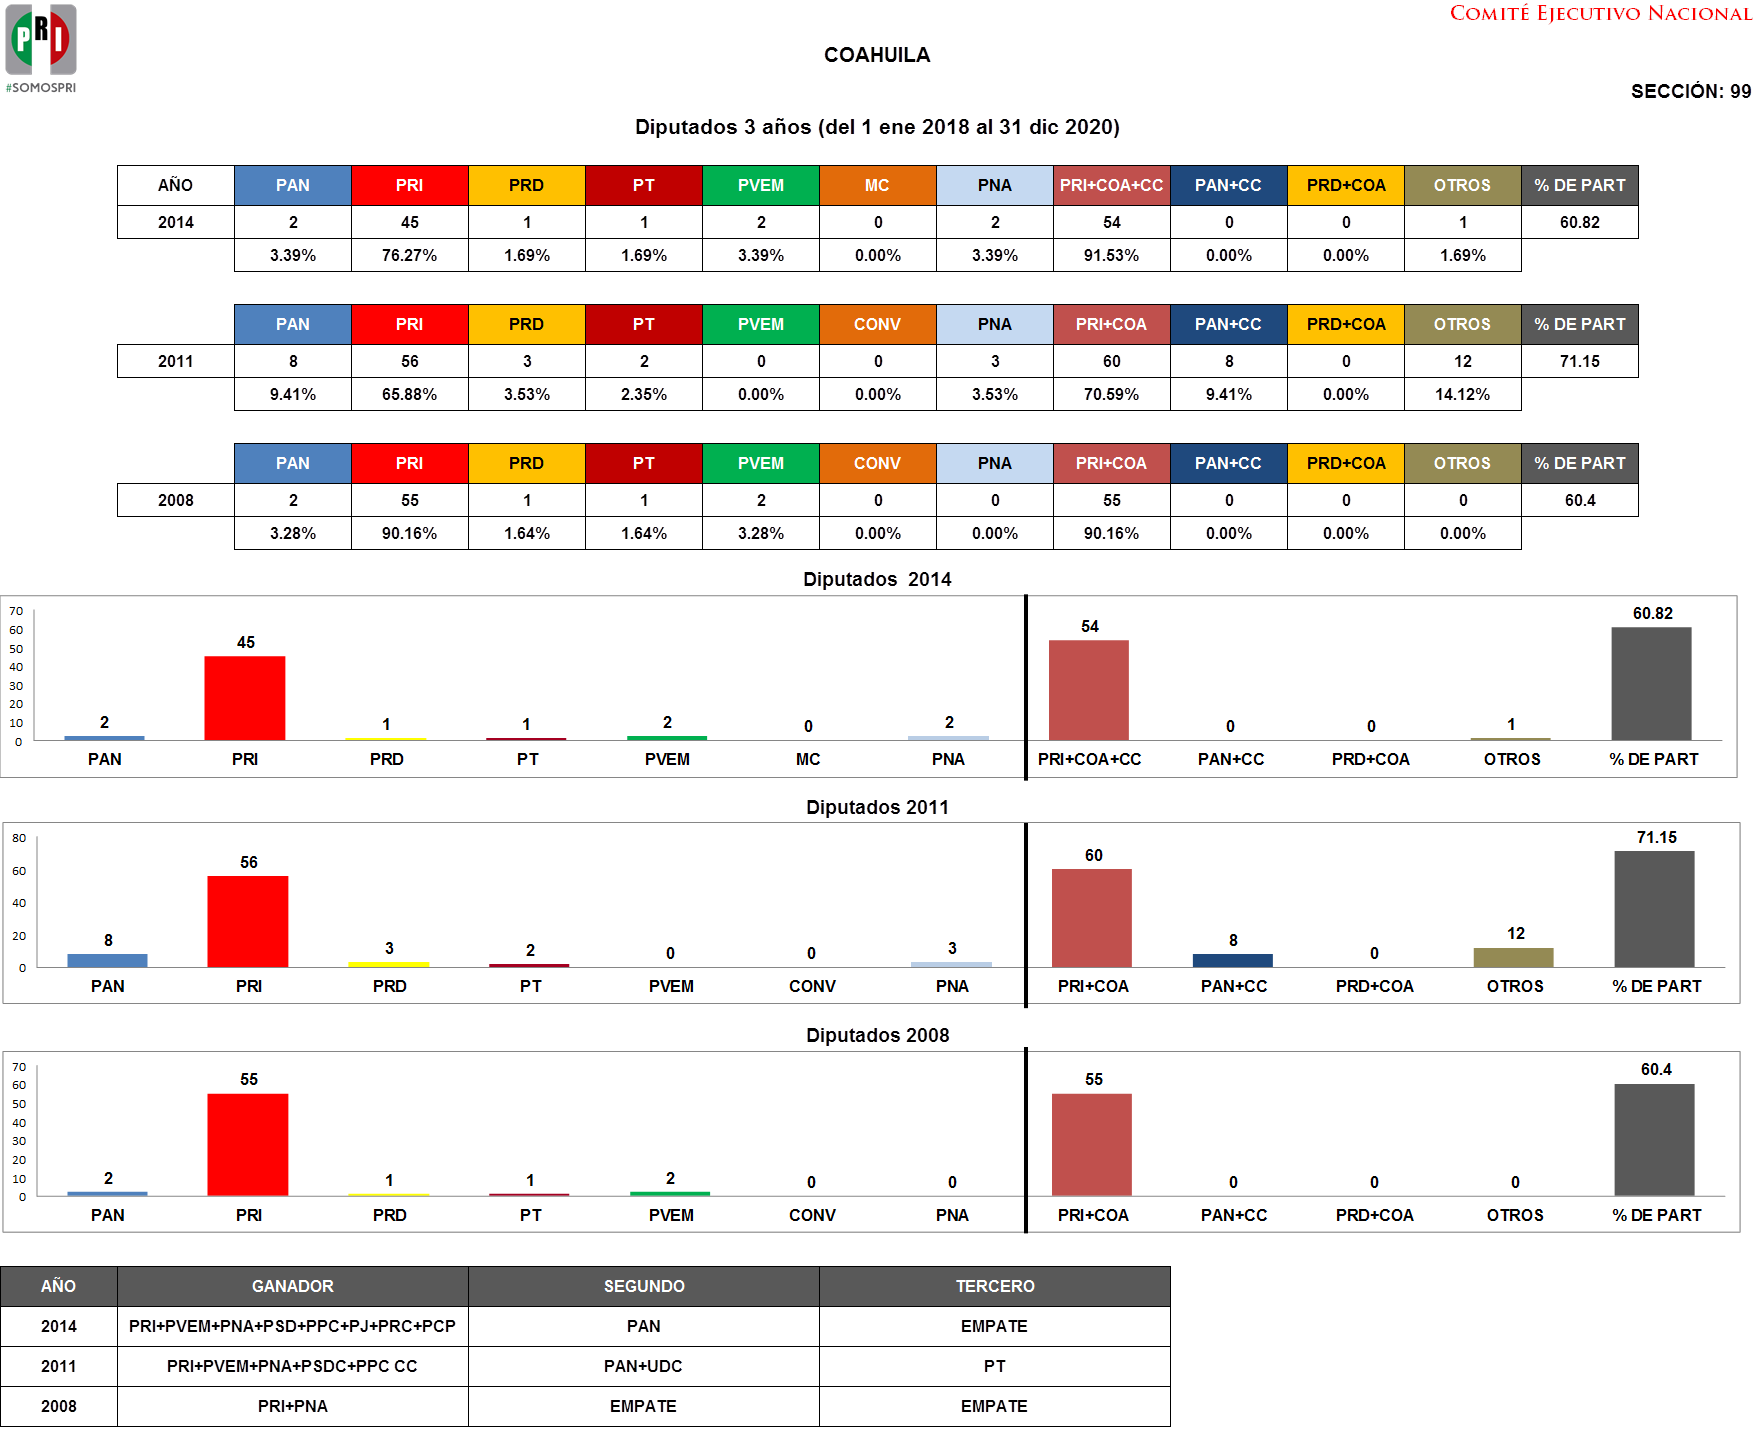 PRI
#SOMOSPRI
COMITÉ EJECUTIVO NACIONAL
COAHUILA
SECCIÓN: 99
Diputados 3 años (del 1 ene 2018 al 31 dic 2020)
AÑO PAN PRI PRD PT PVEM MC PNA PRI+COA+CC PAN+CC PRD+COA OTROS % DE PART
2014 2 45 1 1 2 0 2 54 0 0 1 60.82
3.39% 76.27% 1.69% 1.69% 3.39% 0.00% 3.39% 91.53% 0.00% 0.00% 1.69%
PAN PRI PRD PT PVEM CONV PNA PRI+COA PAN+CC PRD+COA OTROS % DE PART
2011 8 56 3 2 0 0 3 60 8 0 12 71.15
9.41% 65.88% 3.53% 2.35% 0.00% 0.00% 3.53% 70.59% 9.41% 0.00% 14.12%
PAN PRI PRD PT PVEM CONV PNA PRI+COA PAN+CC PRD+COA OTROS % DE PART
2008 2 55 1 1 2 0 0 55 0 0 0 60.4
3.28% 90.16% 1.64% 1.64% 3.28% 0.00% 0.00% 90.16% 0.00% 0.00% 0.00%
Diputados 2014
70
60
50
40
30
20
10
0
2 45 1 1 2 0 2 54 0 0 1 60.82
PAN PRI PRD PT PVEM MC PNA PRI+COA+CC PAN+CC PRD+COA OTROS % DE PART
Diputados 2011
80
60
40
20
0
8 56 3 2 0 0 3 60 8 0 12 71.15
PAN PRI PRD PT PVEM CONV PNA PRI+COA PAN+CC PRD+COA OTROS % DE PART
Diputados 2008
70
60
50
40
30
20
10
0
2 55 1 1 2 0 0 55 0 0 0 60.4
PAN PRI PRD PT PVEM CONV PNA PRI+COA PAN+CC PRD+COA OTROS % DE PART
AÑO GANADOR SEGUNDO TERCERO
2014 PRI+PVEM+PNA+PSD+PPC+PJ+PRC+PCP PAN EMPATE
2011 PRI+PVEM+PNA+PSDC+PPC CC PAN+UDC PT
2008 PRI+PNA EMPATE EMPATE